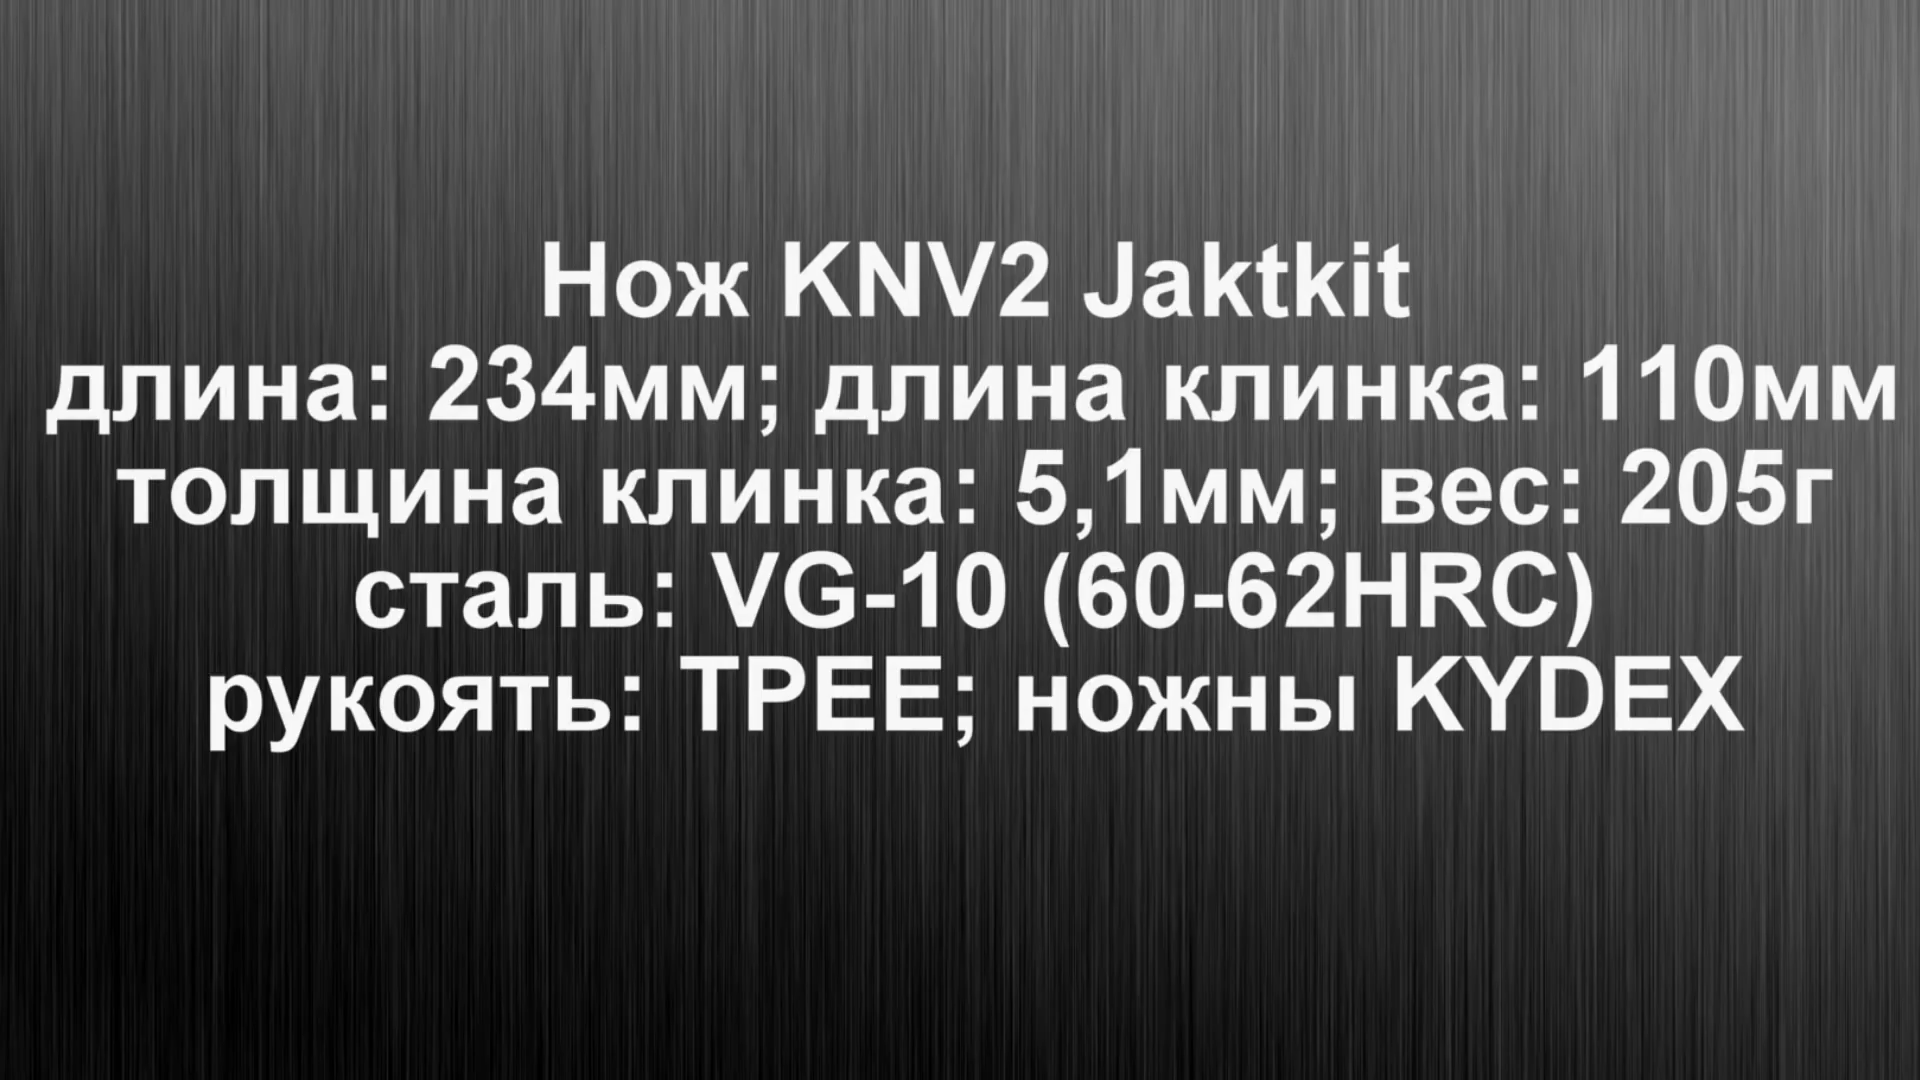 Нож KNV2 Jaktkit
длина: 234мм; длина клинка: 110мм
толщина клинка: 5,1мм; вес: 205г
сталь: VG-10 (60-62HRC)
рукоять: TPEE; ножны KYDEX